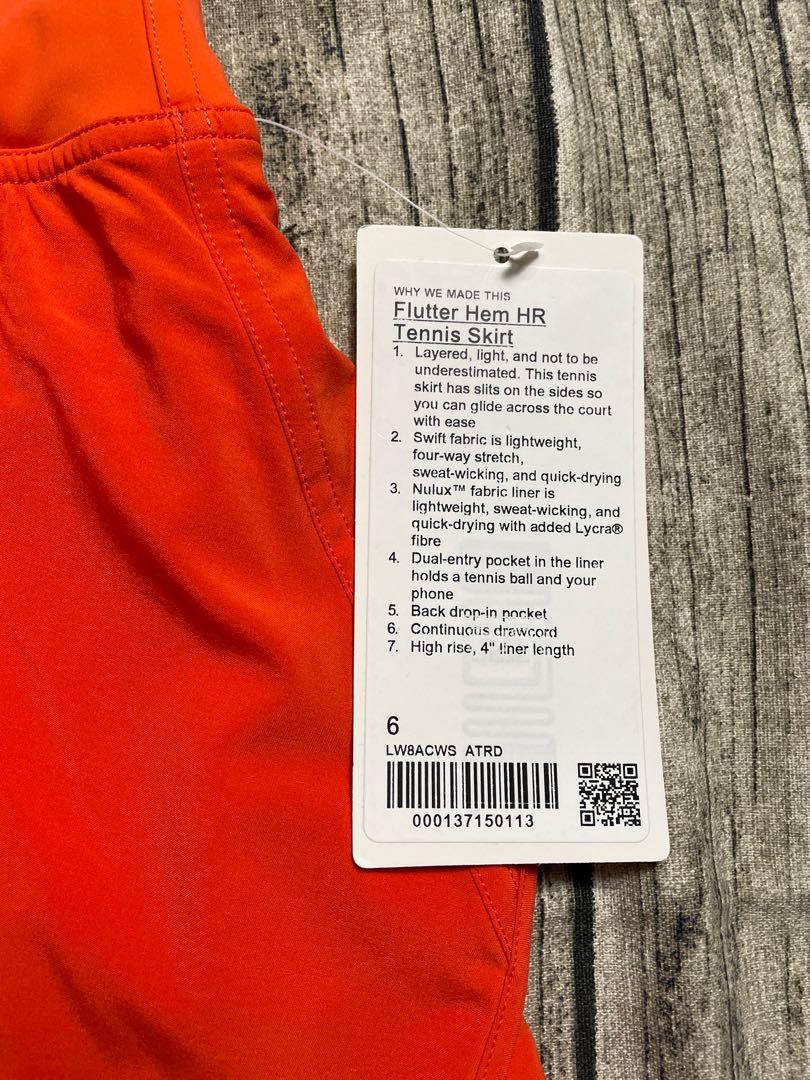 WHY WE MADE THIS
Flutter Hem HR
Tennis Skirt
1. Layered, light, and not to be
underestimated. This tennis
skirt has slits on the sides so
you can glide across the court
with ease
2. Swift fabric is lightweight,
four-way stretch,
sweat-wicking, and quick-drying
3. Nulux™ fabric liner is
lightweight, sweat-wicking, and
quick-drying with added Lycra®
fibre
4. Dual-entry pocket in the liner
holds a tennis ball and your
phone
5. Back drop-in pocket
6. Continuous drawcord
7. High rise, 4" liner length
6
LW8ACWS ATRD
000137150113